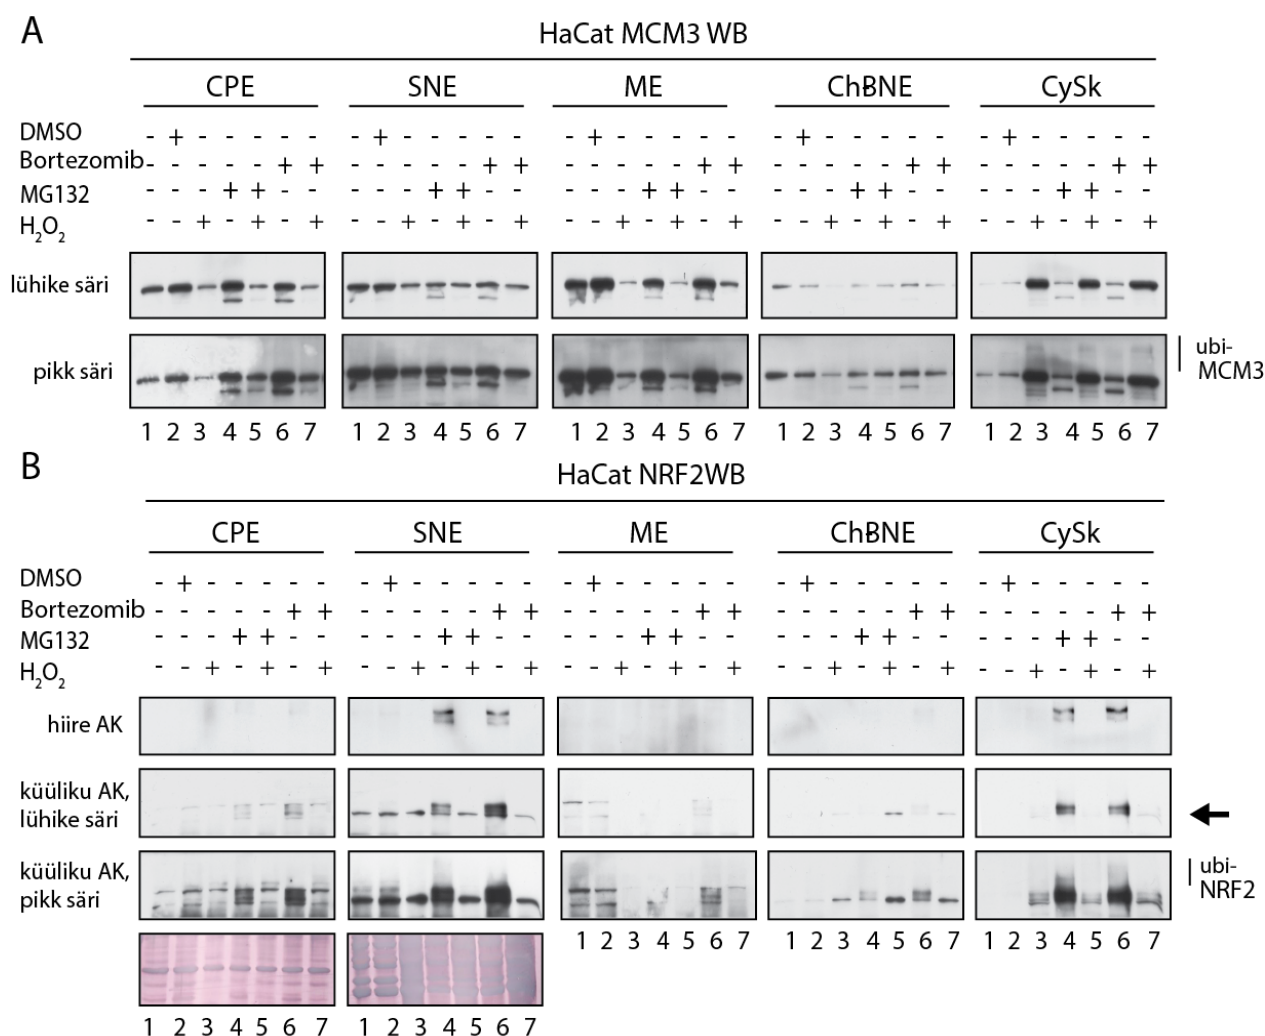 A
HaCat MCM3 WB
CPE SNE ME ChBNE CySk
DMSO - + - - - - - - + - - - - - - + - - - - - - + - - - - - - + - - - - -
Bortezomib - - - - - + + - - - - - + + - - - - - + + - - - - - + + - - - - - + +
MG132 - - - + + - - - - - + + - - - - - + + - - - - - + + - - - - - + + - -
H₂O₂ - - + - + - + - - + - + - + - - + - + - + - - + - + - + - - + - + - +
lühike säri
pikk säri
ubi-
MCM3
1 2 3 4 5 6 7 1 2 3 4 5 6 7 1 2 3 4 5 6 7 1 2 3 4 5 6 7 1 2 3 4 5 6 7
B
HaCat NRF2WB
CPE SNE ME ChBNE CySk
DMSO - + - - - - - - + - - - - - - + - - - - - - + - - - - - - + - - - - -
Bortezomib - - - - - + + - - - - - + + - - - - - + + - - - - - + + - - - - - + +
MG132 - - - + + - - - - - + + - - - - - + + - - - - - + + - - - - - + + - -
H₂O₂ - - + - + - + - - + - + - + - - + - + - + - - + - + - + - - + - + - +
hiire AK
küüliku AK,
lühike säri
küüliku AK,
pikk säri
ubi-
NRF2
1 2 3 4 5 6 7 1 2 3 4 5 6 7 1 2 3 4 5 6 7
1 2 3 4 5 6 7 1 2 3 4 5 6 7